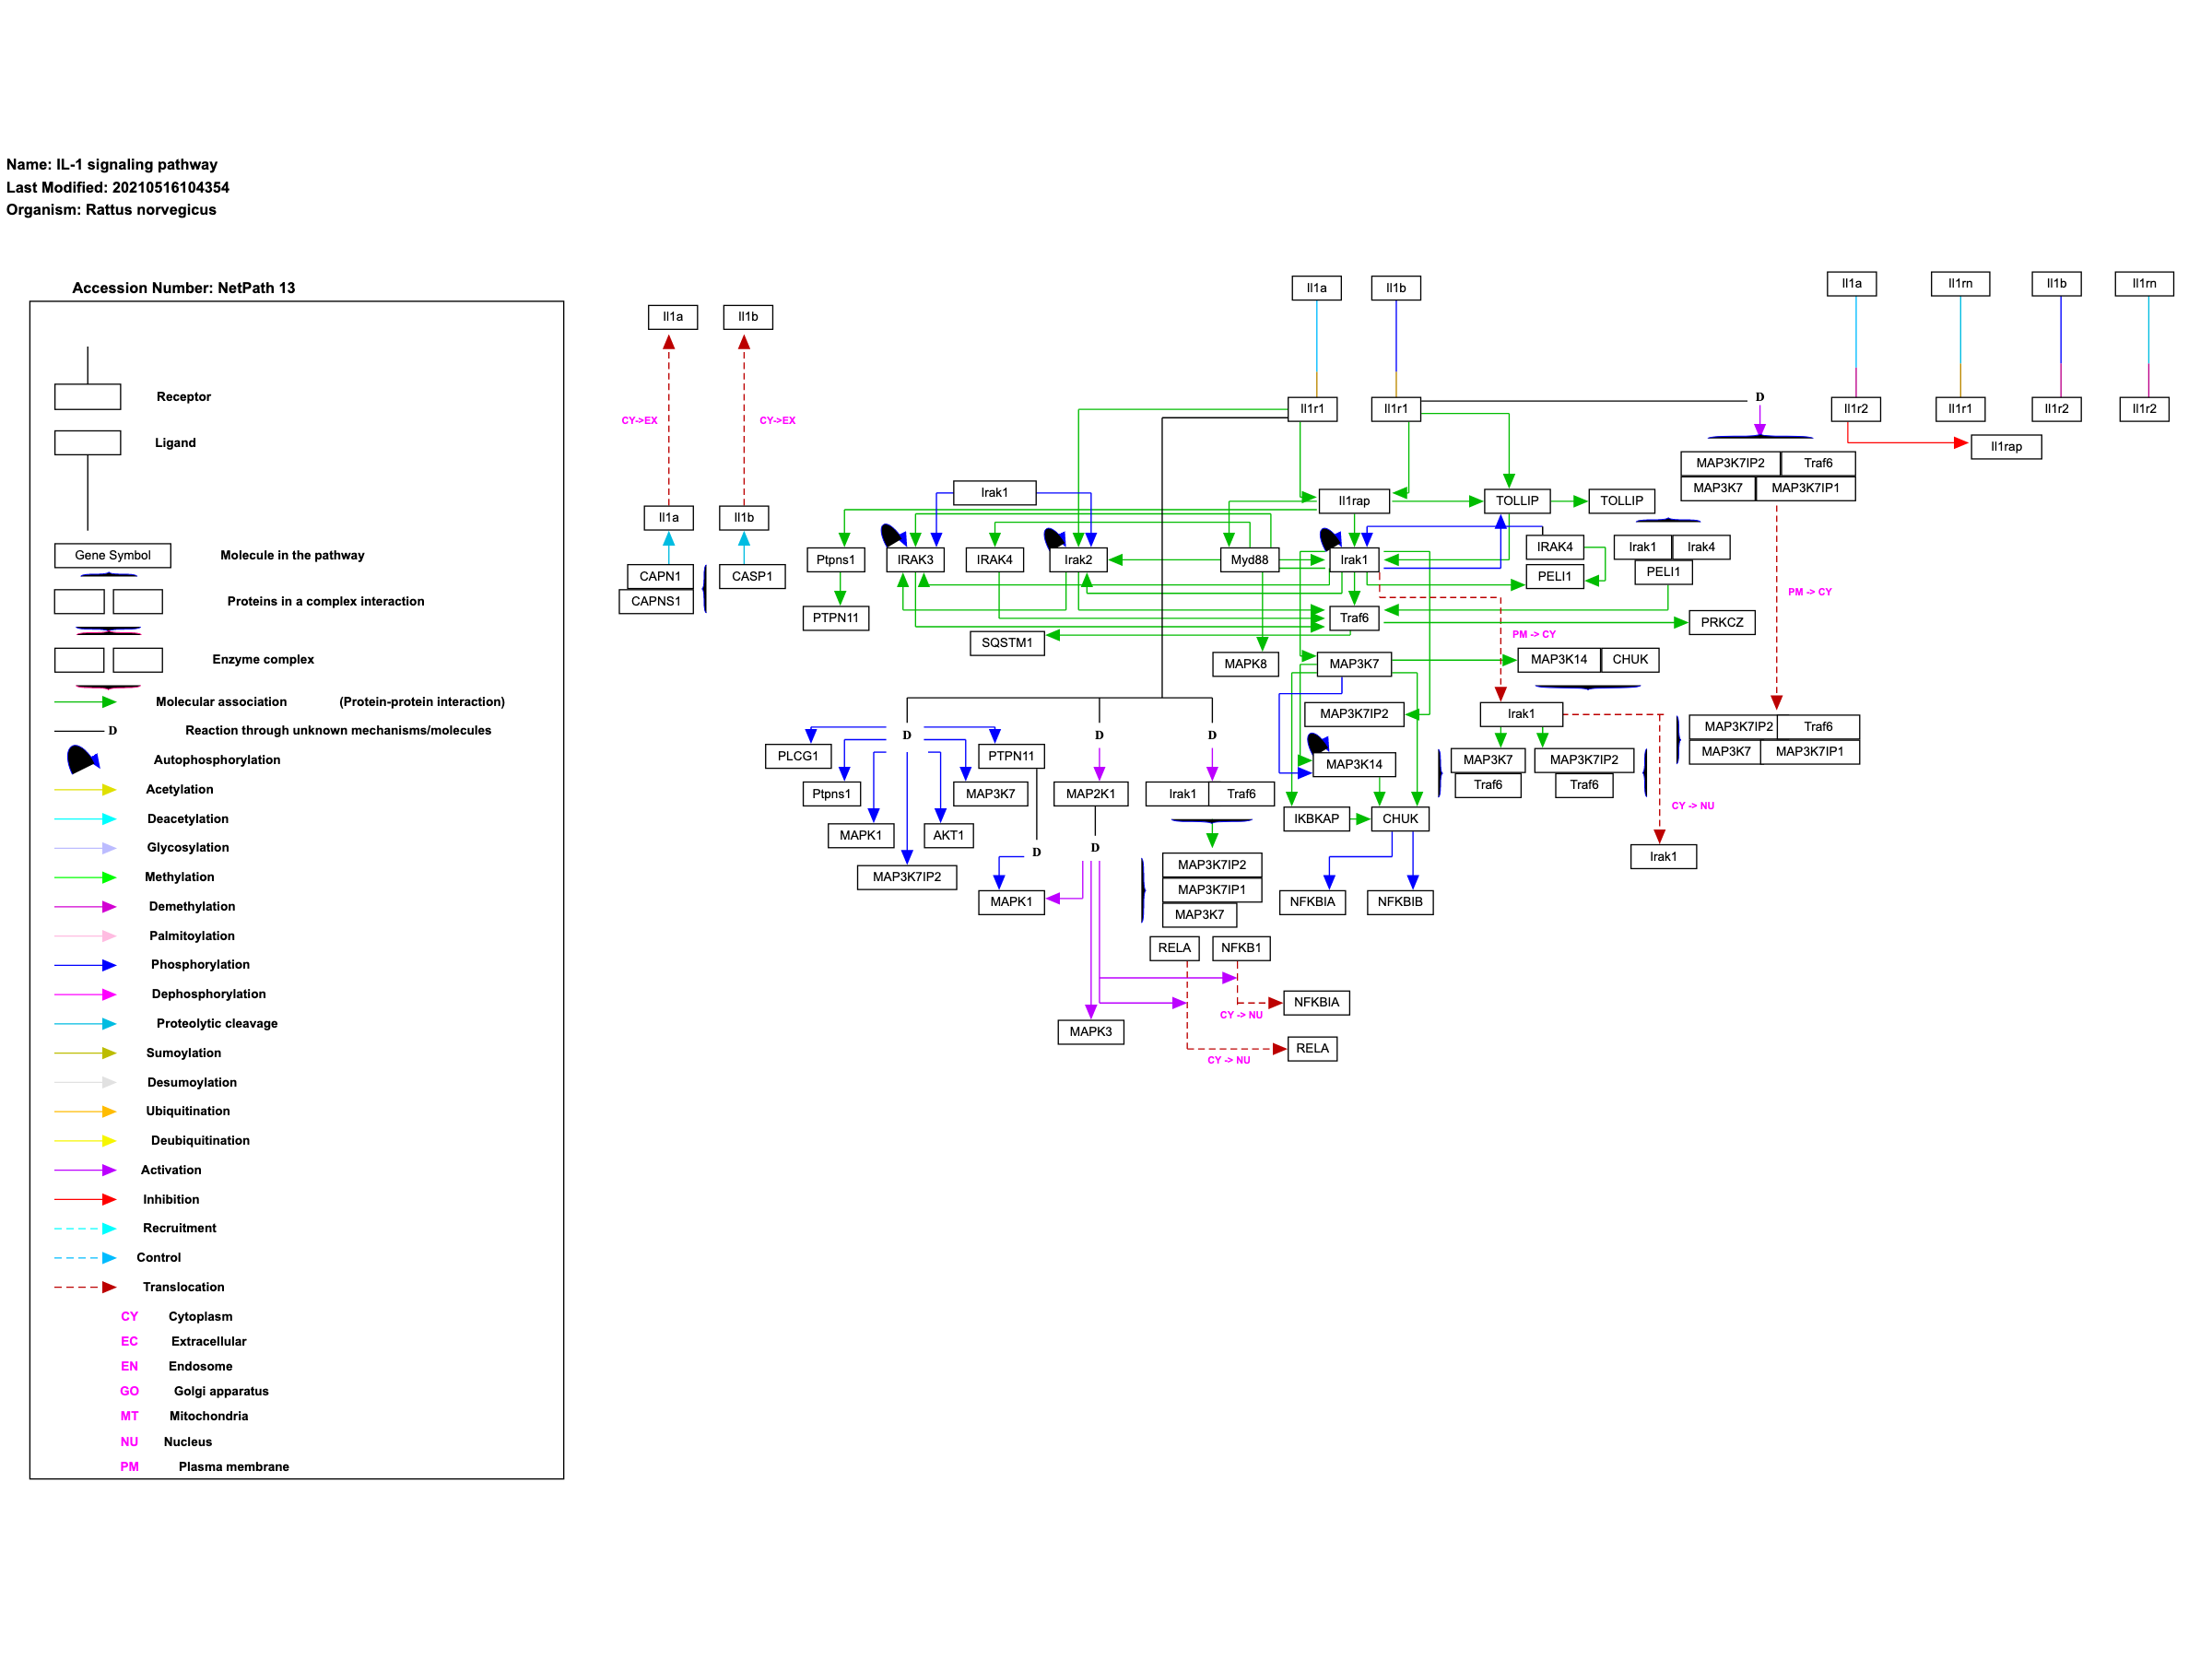 Name: IL-1 signaling pathway
Last Modified: 20210516104354
Organism: Rattus norvegicus
Accession Number: NetPath 13
Receptor
Ligand
Gene Symbol Molecule in the pathway
Proteins in a complex interaction
Enzyme complex
Molecular association (Protein-protein interaction)
D Reaction through unknown mechanisms/molecules
Autophosphorylation
Acetylation
Deacetylation
Glycosylation
Methylation
Demethylation
Palmitoylation
Phosphorylation
Dephosphorylation
Proteolytic cleavage
Sumoylation
Desumoylation
Ubiquitination
Deubiquitination
Activation
Inhibition
Recruitment
Control
Translocation
CY Cytoplasm
EC Extracellular
EN Endosome
GO Golgi apparatus
MT Mitochondria
NU Nucleus
PM Plasma membrane
Il1a Il1b Il1a Il1rn Il1b Il1rn
Il1a Il1b
D
Il1r1 Il1r1 Il1r2 Il1r1 Il1r2 Il1r2
CY->EX CY->EX
Il1rap
MAP3K7IP2 Traf6
MAP3K7 MAP3K7IP1
Irak1 Il1rap TOLLIP TOLLIP
Il1a Il1b
IRAK4 Irak1 Irak4
Ptpns1 IRAK3 IRAK4 Irak2 Myd88 Irak1
CAPN1 CASP1 PELI1 PELI1
CAPNS1
PM -> CY
PTPN11 Traf6 PRKCZ
SQSTM1 PM -> CY
MAPK8 MAP3K7 MAP3K14 CHUK
MAP3K7IP2 Irak1
MAP3K7IP2 Traf6
D D D
MAP3K7 MAP3K7IP1
PLCG1 PTPN11 MAP3K14 MAP3K7 MAP3K7IP2
Traf6 Traf6
Ptpns1 MAP3K7 MAP2K1 Irak1 Traf6
CY -> NU
IKBKAP CHUK
MAPK1 AKT1
D D Irak1
MAP3K7IP2 MAP3K7IP2
MAP3K7IP1
MAPK1 NFKBIA NFKBIB
MAP3K7
RELA NFKB1
NFKBIA
CY -> NU
MAPK3
RELA
CY -> NU